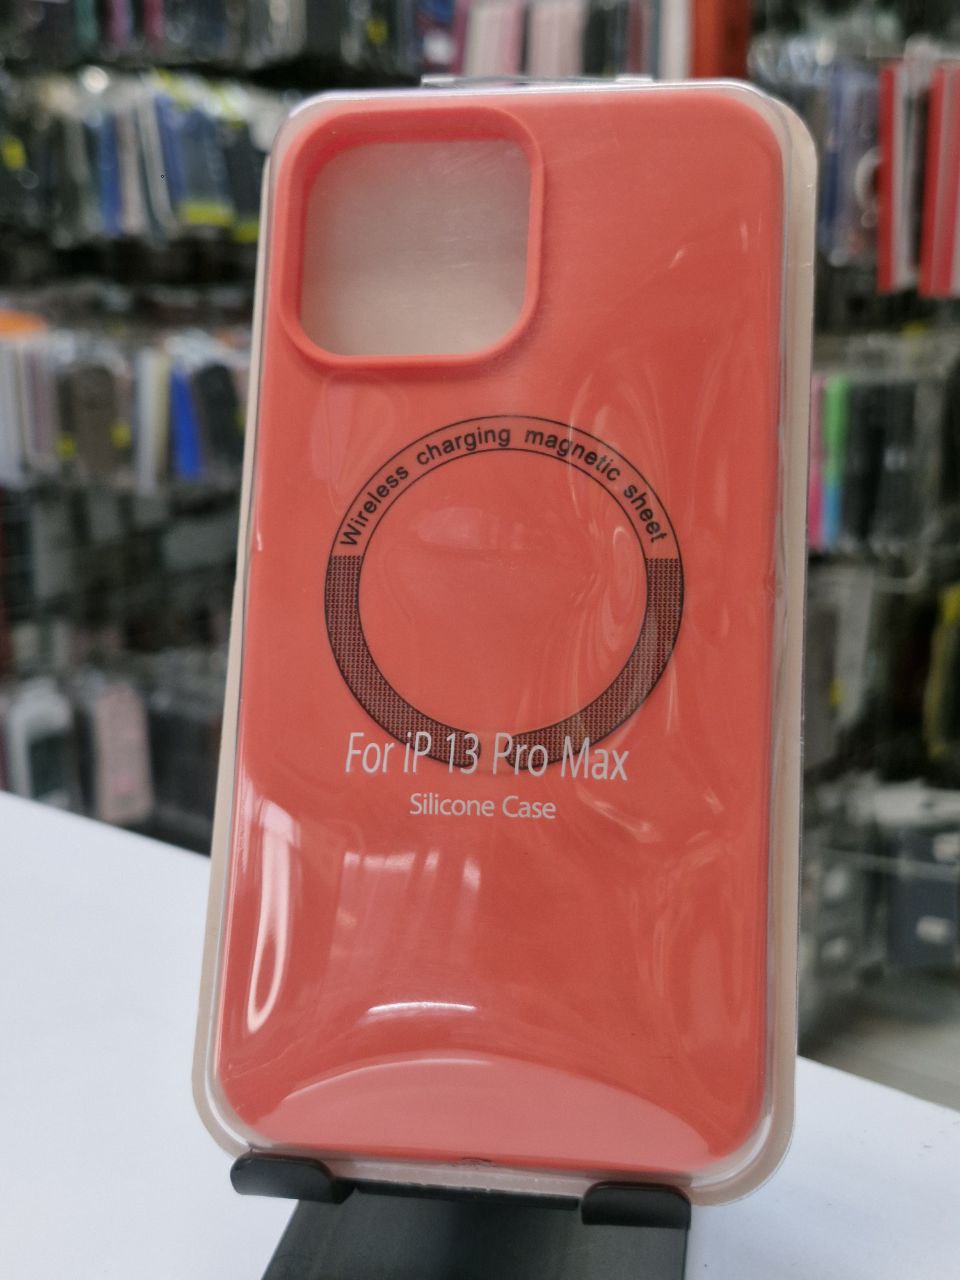 Wireless charging magnetic sheet
For iP 13 Pro Max
Silicone Case